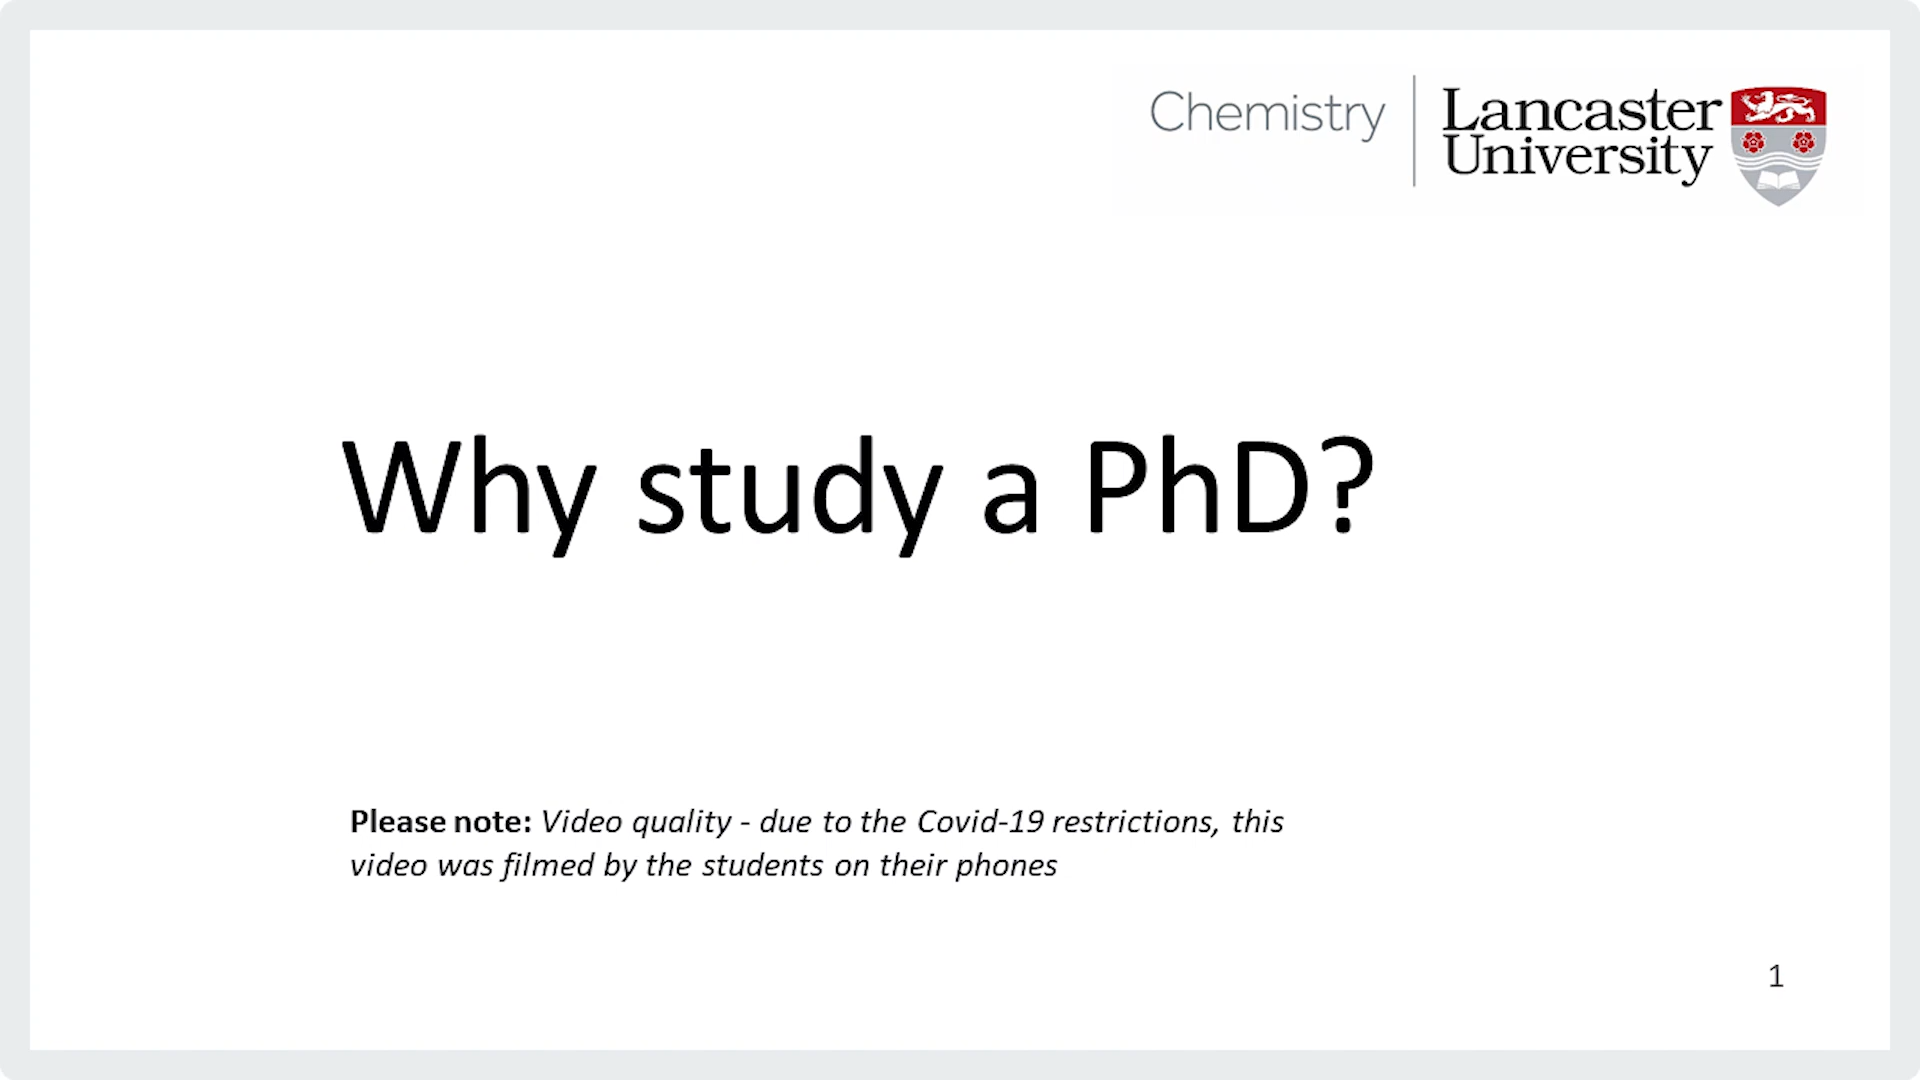 Chemistry
Lancaster
University
Why study a PhD?
Please note: Video quality - due to the Covid-19 restrictions, this
video was filmed by the students on their phones
1